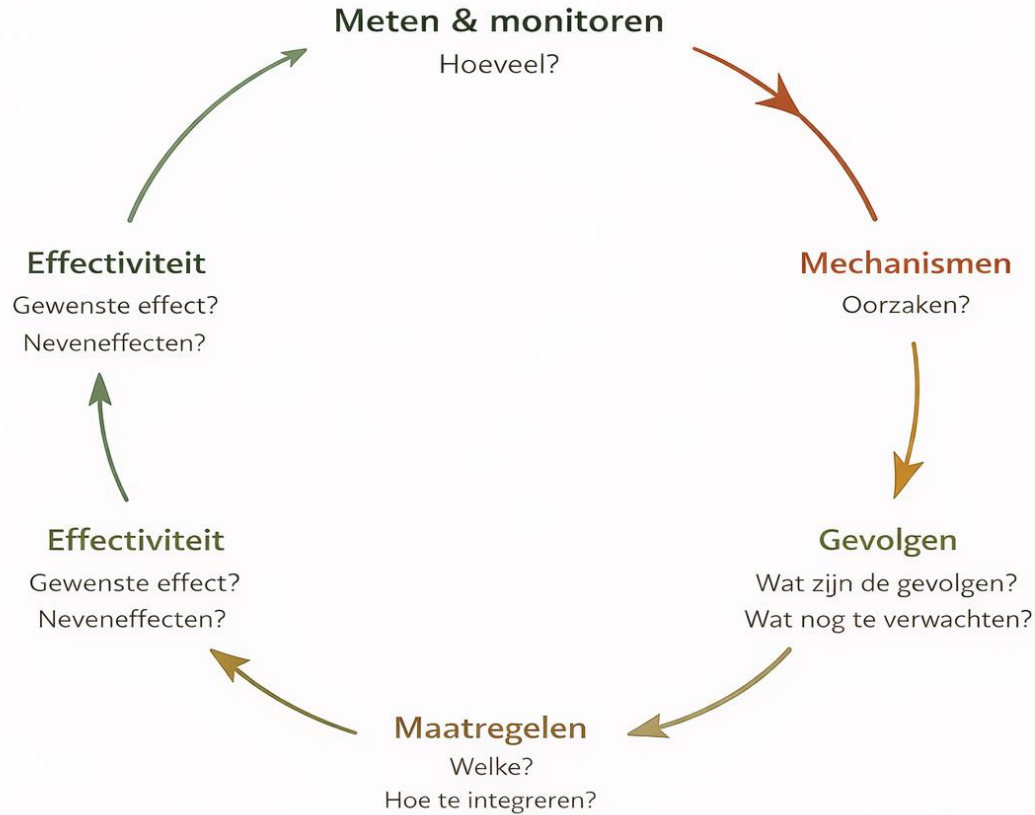 Meten & monitoren
Hoeveel?
Mechanismen
Oorzaken?
Gevolgen
Wat zijn de gevolgen?
Wat nog te verwachten?
Maatregelen
Welke?
Hoe te integreren?
Effectiviteit
Gewenste effect?
Neveneffecten?
Effectiviteit
Gewenste effect?
Neveneffecten?